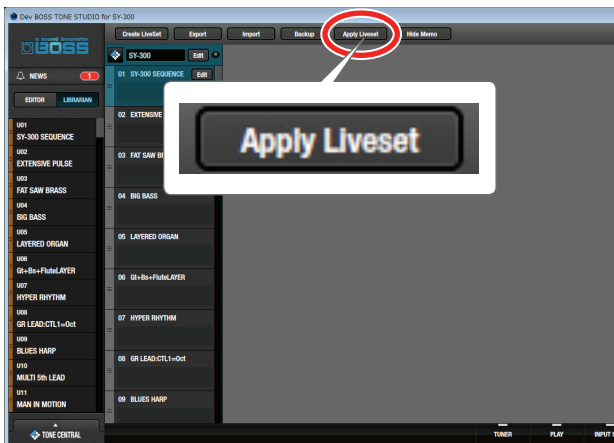 Dev BOSS TONE STUDIO for SY-300
a sound innovator
BOSS
Create LiveSet
Export
Import
Backup
Apply Liveset
Hide Memo
SY-300
Edit
NEWS
1
EDITOR
LIBRARIAN
U01
SY-300 SEQUENCE
U02
EXTENSIVE PULSE
U03
FAT SAW BRASS
U04
BIG BASS
U05
LAYERED ORGAN
U06
Gt+Bs+FluteLAYER
U07
HYPER RHYTHM
U08
GR LEAD:CTL1=Oct
U09
BLUES HARP
U10
MULTI 5th LEAD
U11
MAN IN MOTION
TONE CENTRAL
01 SY-300 SEQUENCE
Edit
02 EXTENSIVE
03 FAT SAW
04 BIG BASS
05 LAYERED ORGAN
06 Gt+Bs+FluteLAYER
07 HYPER RHYTHM
08 GR LEAD:CTL1=Oct
09 BLUES HARP
Apply Liveset
TUNER
PLAY
INPUT